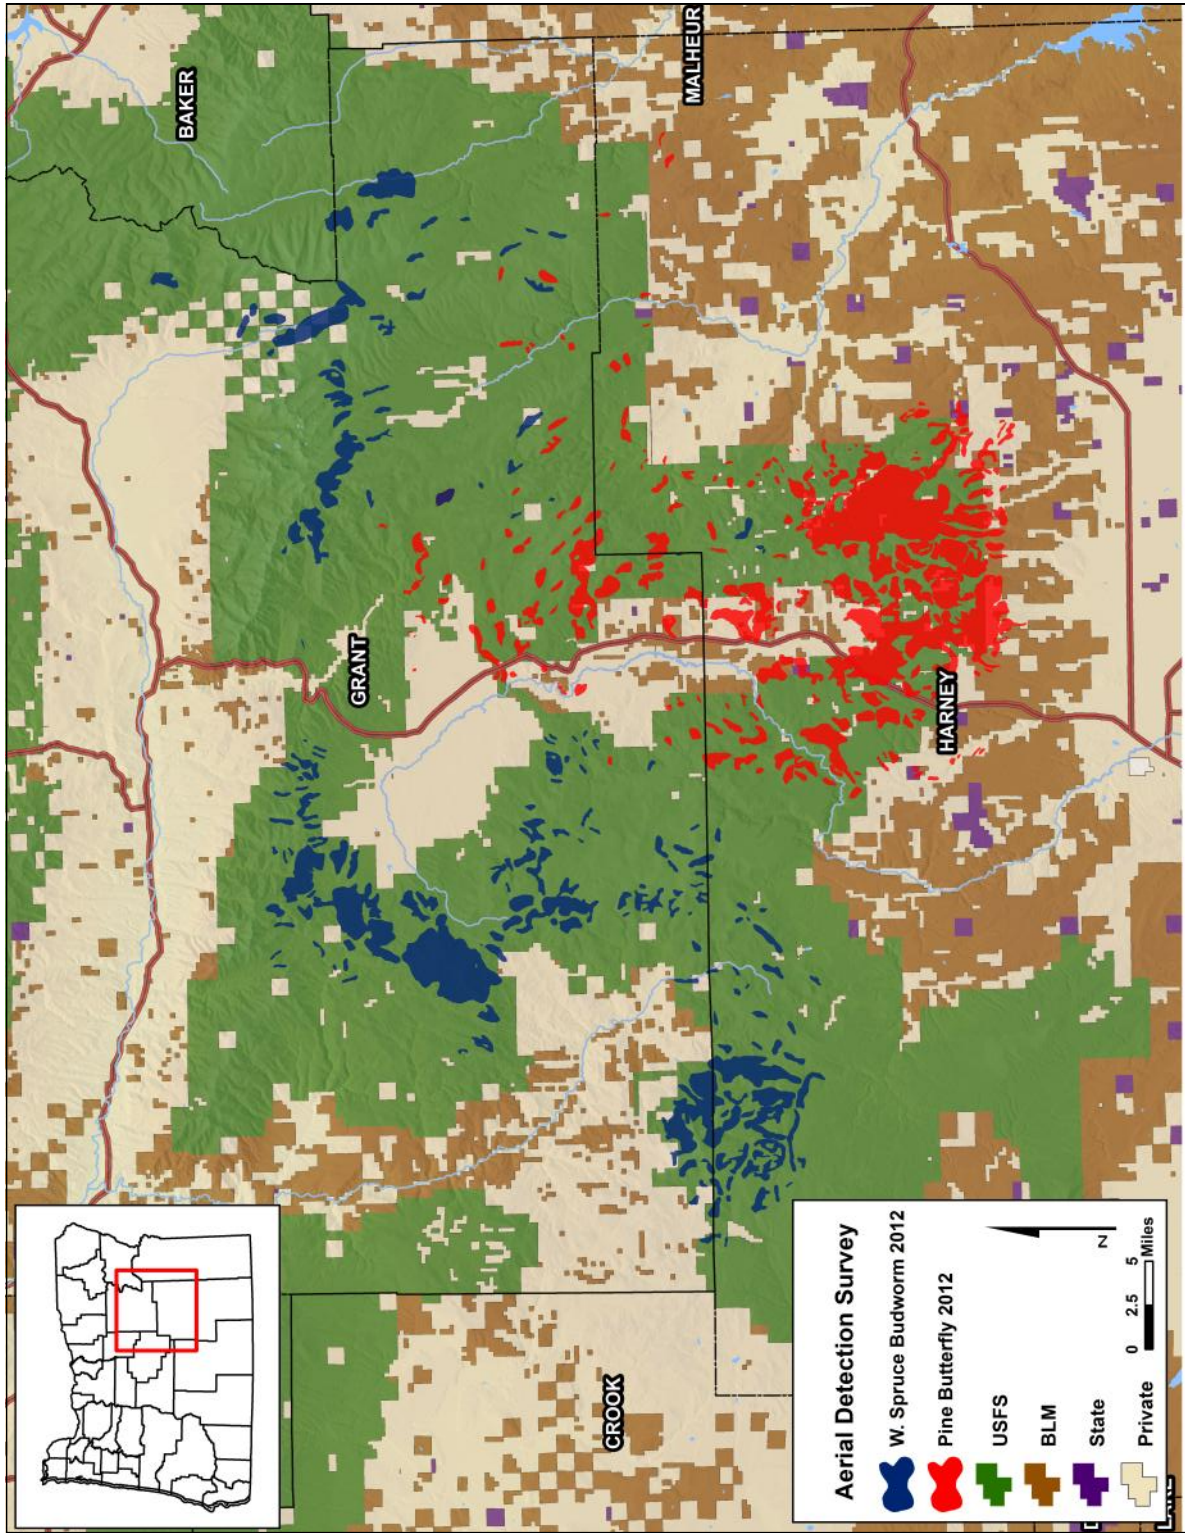 BAKER
MALHEUR
GRANT
HARNEY
CROOK
Aerial Detection Survey
W. Spruce Budworm 2012
Pine Butterfly 2012
USFS
BLM
State
Private
N
0 2.5 5
Miles